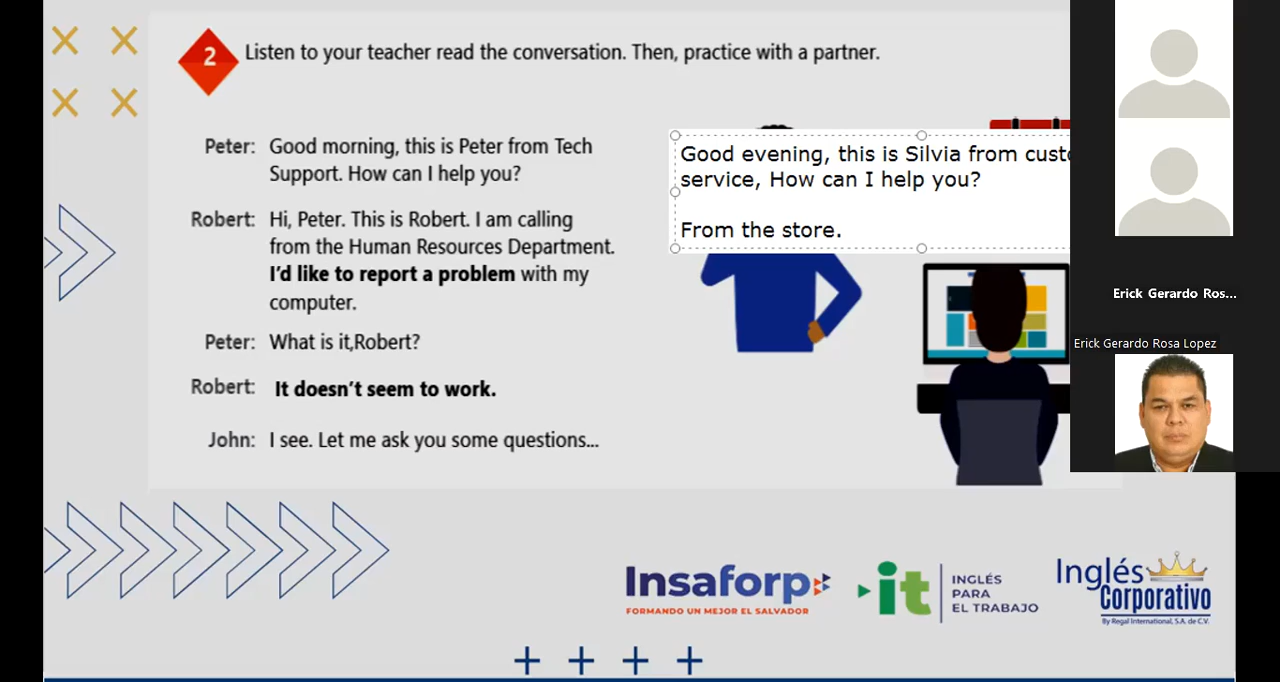 2
Listen to your teacher read the conversation. Then, practice with a partner.
Peter: Good morning, this is Peter from Tech
Support. How can I help you?
Robert: Hi, Peter. This is Robert. I am calling
from the Human Resources Department.
I'd like to report a problem with my
computer.
Peter: What is it,Robert?
Robert: It doesn't seem to work.
John: I see. Let me ask you some questions...
Good evening, this is Silvia from custo
service, How can I help you?
From the store.
Erick Gerardo Ros...
Erick Gerardo Rosa Lopez
Insaforp
FORMANDO UN MEJOR EL SALVADOR
it
INGLÉS
PARA
EL TRABAJO
Inglés
Corporativo
By Regal International, S.A. de C.V.